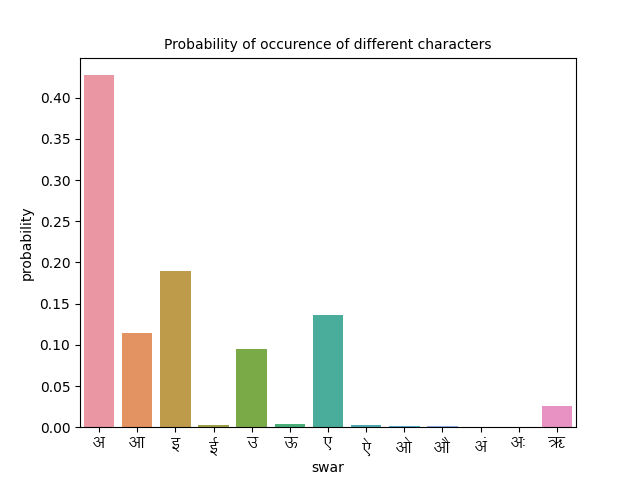 Probability of occurence of different characters
probability
0.40
0.35
0.30
0.25
0.20
0.15
0.10
0.05
0.00
अ आ इ ई उ ऊ ए ऐ ओ औ अं अः ऋ
swar